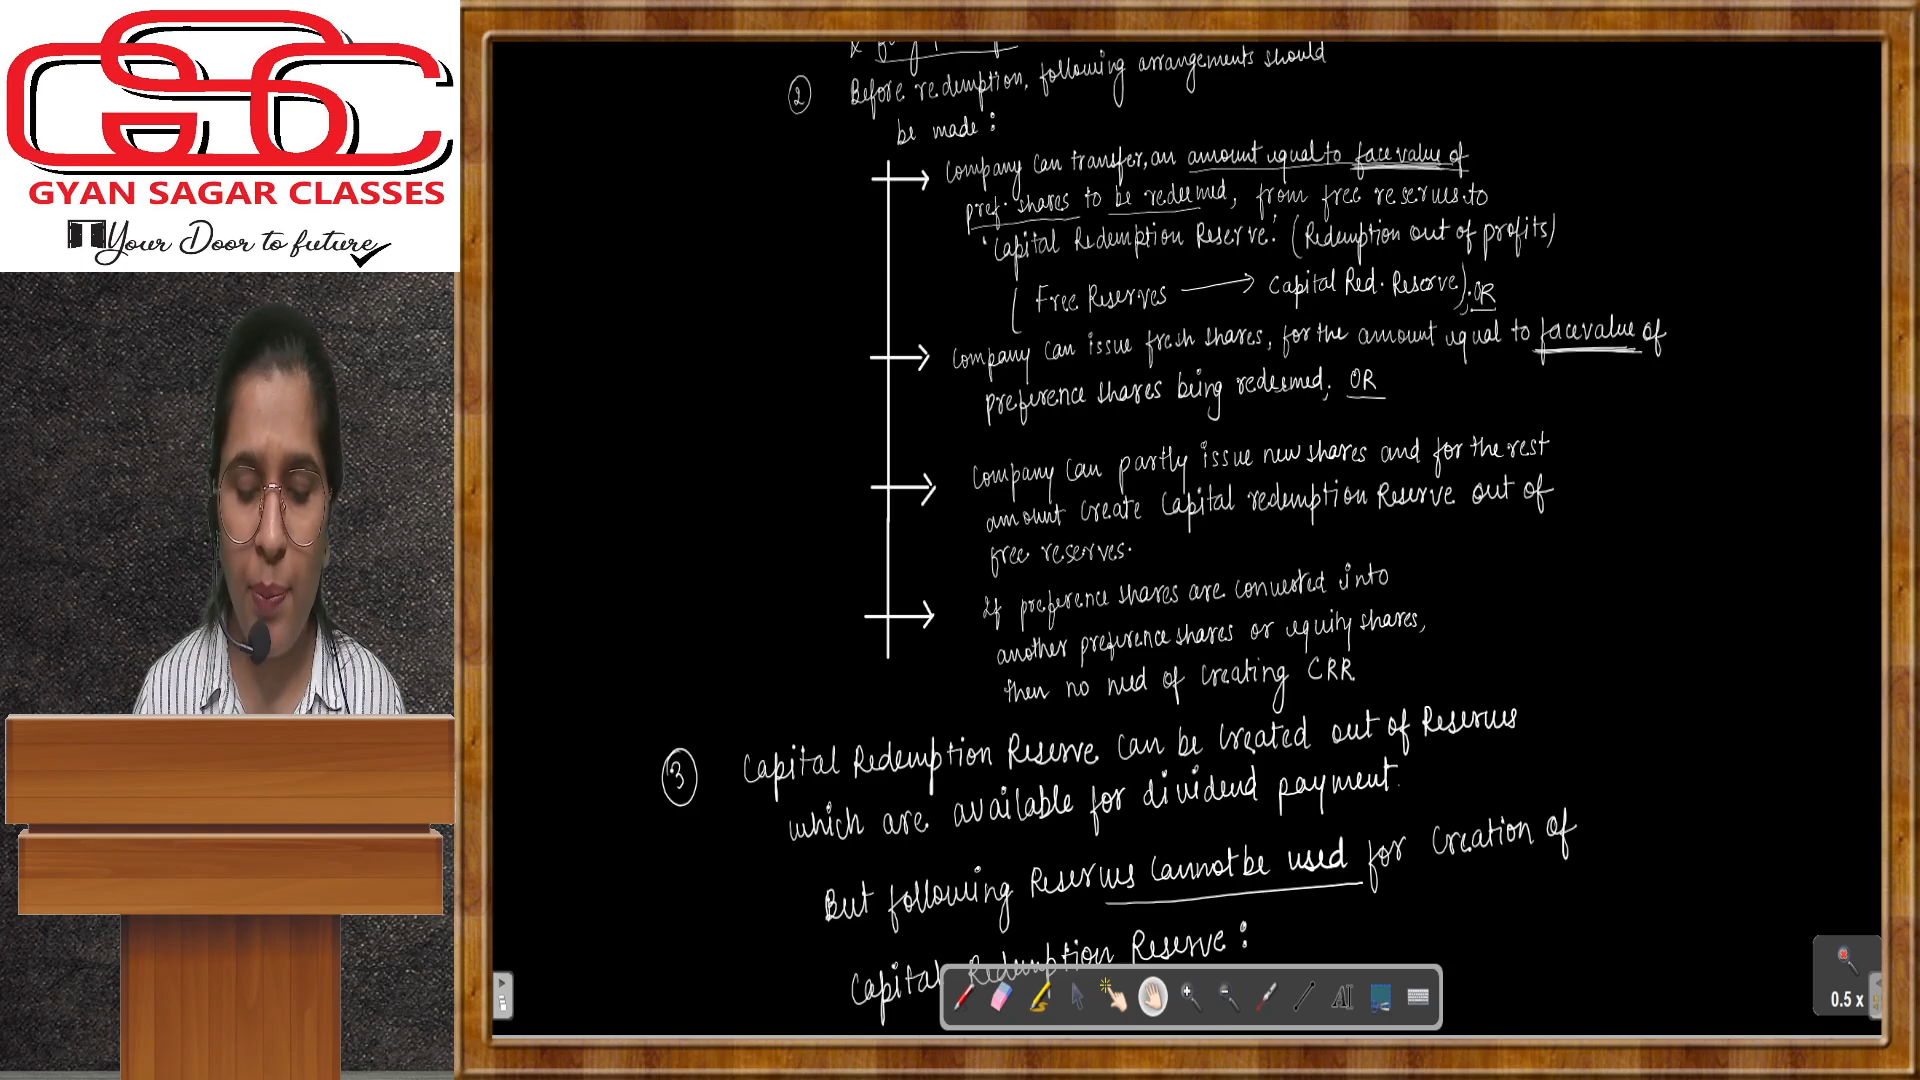 GSC
GYAN SAGAR CLASSES
Your Door to future
② Before redemption, following arrangements should
be made :
Company can transfer, an amount equal to face value of
pref. shares to be redeemed, from free reserves to
'Capital Redemption Reserve. (Redemption out of profits)
( Free Reserves → Capital Red. Reserve); OR
Company can issue fresh shares, for the amount equal to face value of
preference shares being redeemed; OR
Company can partly issue new shares and for the rest
amount create Capital redemption Reserve out of
free reserves.
If preference shares are converted into
another preference shares or equity shares,
then no need of creating CRR
③ Capital Redemption Reserve can be created out of Reserves
which are available for dividend payment.
But following Reserves cannot be used for creation of
Capital Redemption Reserve :
AI
0.5 x